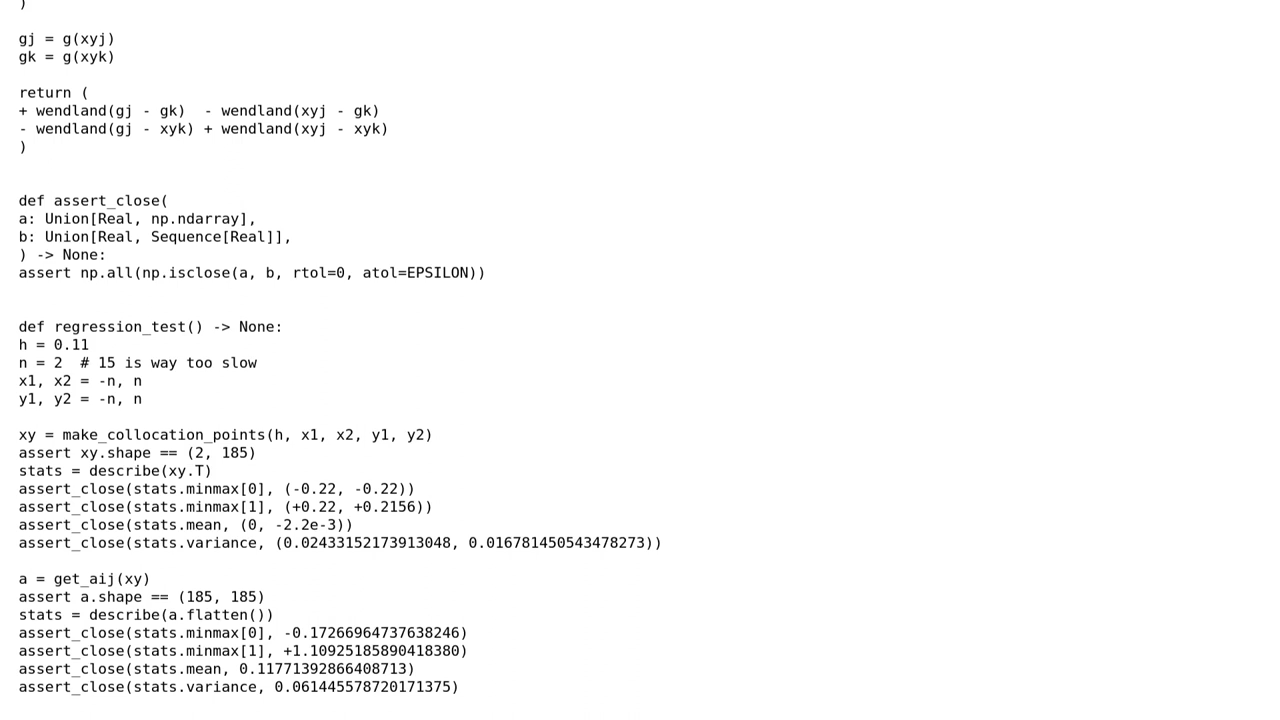 )
gj = g(xyj)
gk = g(xyk)
return (
+ wendland(gj - gk)  - wendland(xyj - gk)
- wendland(gj - xyk) + wendland(xyj - xyk)
)
def assert_close(
a: Union[Real, np.ndarray],
b: Union[Real, Sequence[Real]],
) -> None:
assert np.all(np.isclose(a, b, rtol=0, atol=EPSILON))
def regression_test() -> None:
h = 0.11
n = 2  # 15 is way too slow
x1, x2 = -n, n
y1, y2 = -n, n
xy = make_collocation_points(h, x1, x2, y1, y2)
assert xy.shape == (2, 185)
stats = describe(xy.T)
assert_close(stats.minmax[0], (-0.22, -0.22))
assert_close(stats.minmax[1], (+0.22, +0.2156))
assert_close(stats.mean, (0, -2.2e-3))
assert_close(stats.variance, (0.02433152173913048, 0.016781450543478273))
a = get_aij(xy)
assert a.shape == (185, 185)
stats = describe(a.flatten())
assert_close(stats.minmax[0], -0.17266964737638246)
assert_close(stats.minmax[1], +1.10925185890418380)
assert_close(stats.mean, 0.11771392866408713)
assert_close(stats.variance, 0.061445578720171375)